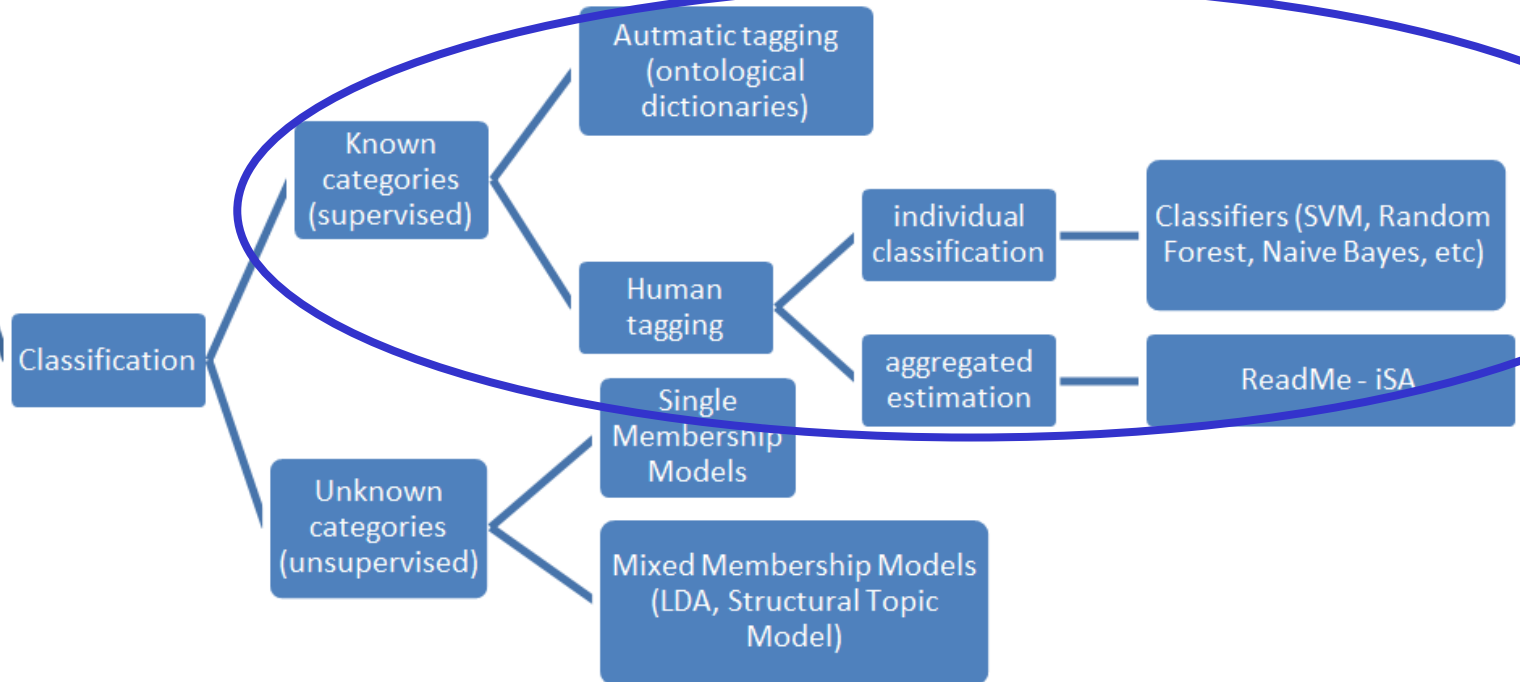 Autmatic tagging
(ontological
dictionaries)
Known
categories
(supervised)
individual
classification
Classifiers (SVM, Random
Forest, Naive Bayes, etc)
Human
tagging
Classification
aggregated
estimation
ReadMe - iSA
Single
Membership
Models
Unknown
categories
(unsupervised)
Mixed Membership Models
(LDA, Structural Topic
Model)